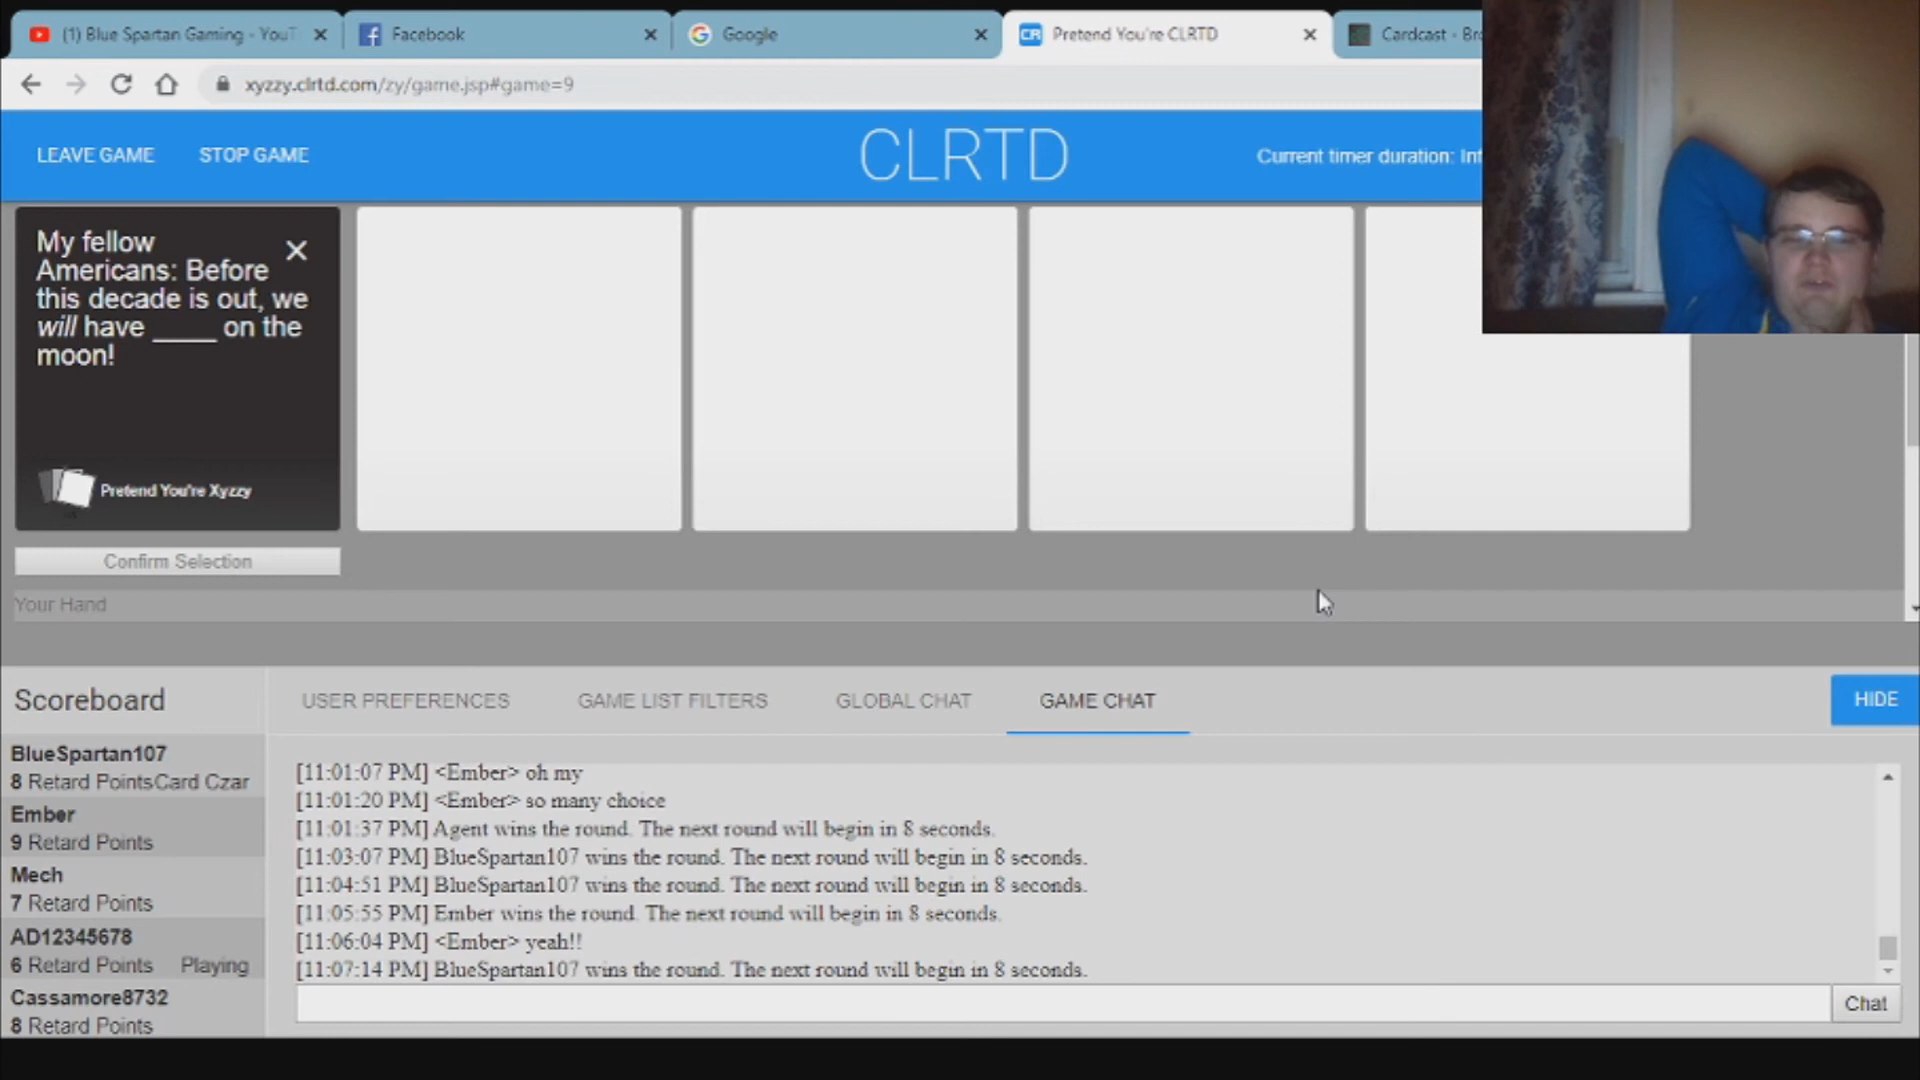 (1) Blue Spartan Gaming - YouT
Facebook
Google
CR Pretend You're CLRTD
Cardcast - Bro
xyzzy.clrtd.com/zy/game.jsp#game=9
LEAVE GAME
STOP GAME
CLRTD
Current timer duration: Inf
My fellow
Americans: Before
this decade is out, we
will have ____ on the
moon!
Pretend You're Xyzzy
Confirm Selection
Your Hand
Scoreboard
USER PREFERENCES
GAME LIST FILTERS
GLOBAL CHAT
GAME CHAT
HIDE
BlueSpartan107
8 Retard PointsCard Czar
Ember
9 Retard Points
Mech
7 Retard Points
AD12345678
6 Retard Points Playing
Cassamore8732
8 Retard Points
[11:01:07 PM] <Ember> oh my
[11:01:20 PM] <Ember> so many choice
[11:01:37 PM] Agent wins the round. The next round will begin in 8 seconds.
[11:03:07 PM] BlueSpartan107 wins the round. The next round will begin in 8 seconds.
[11:04:51 PM] BlueSpartan107 wins the round. The next round will begin in 8 seconds.
[11:05:55 PM] Ember wins the round. The next round will begin in 8 seconds.
[11:06:04 PM] <Ember> yeah!!
[11:07:14 PM] BlueSpartan107 wins the round. The next round will begin in 8 seconds.
Chat